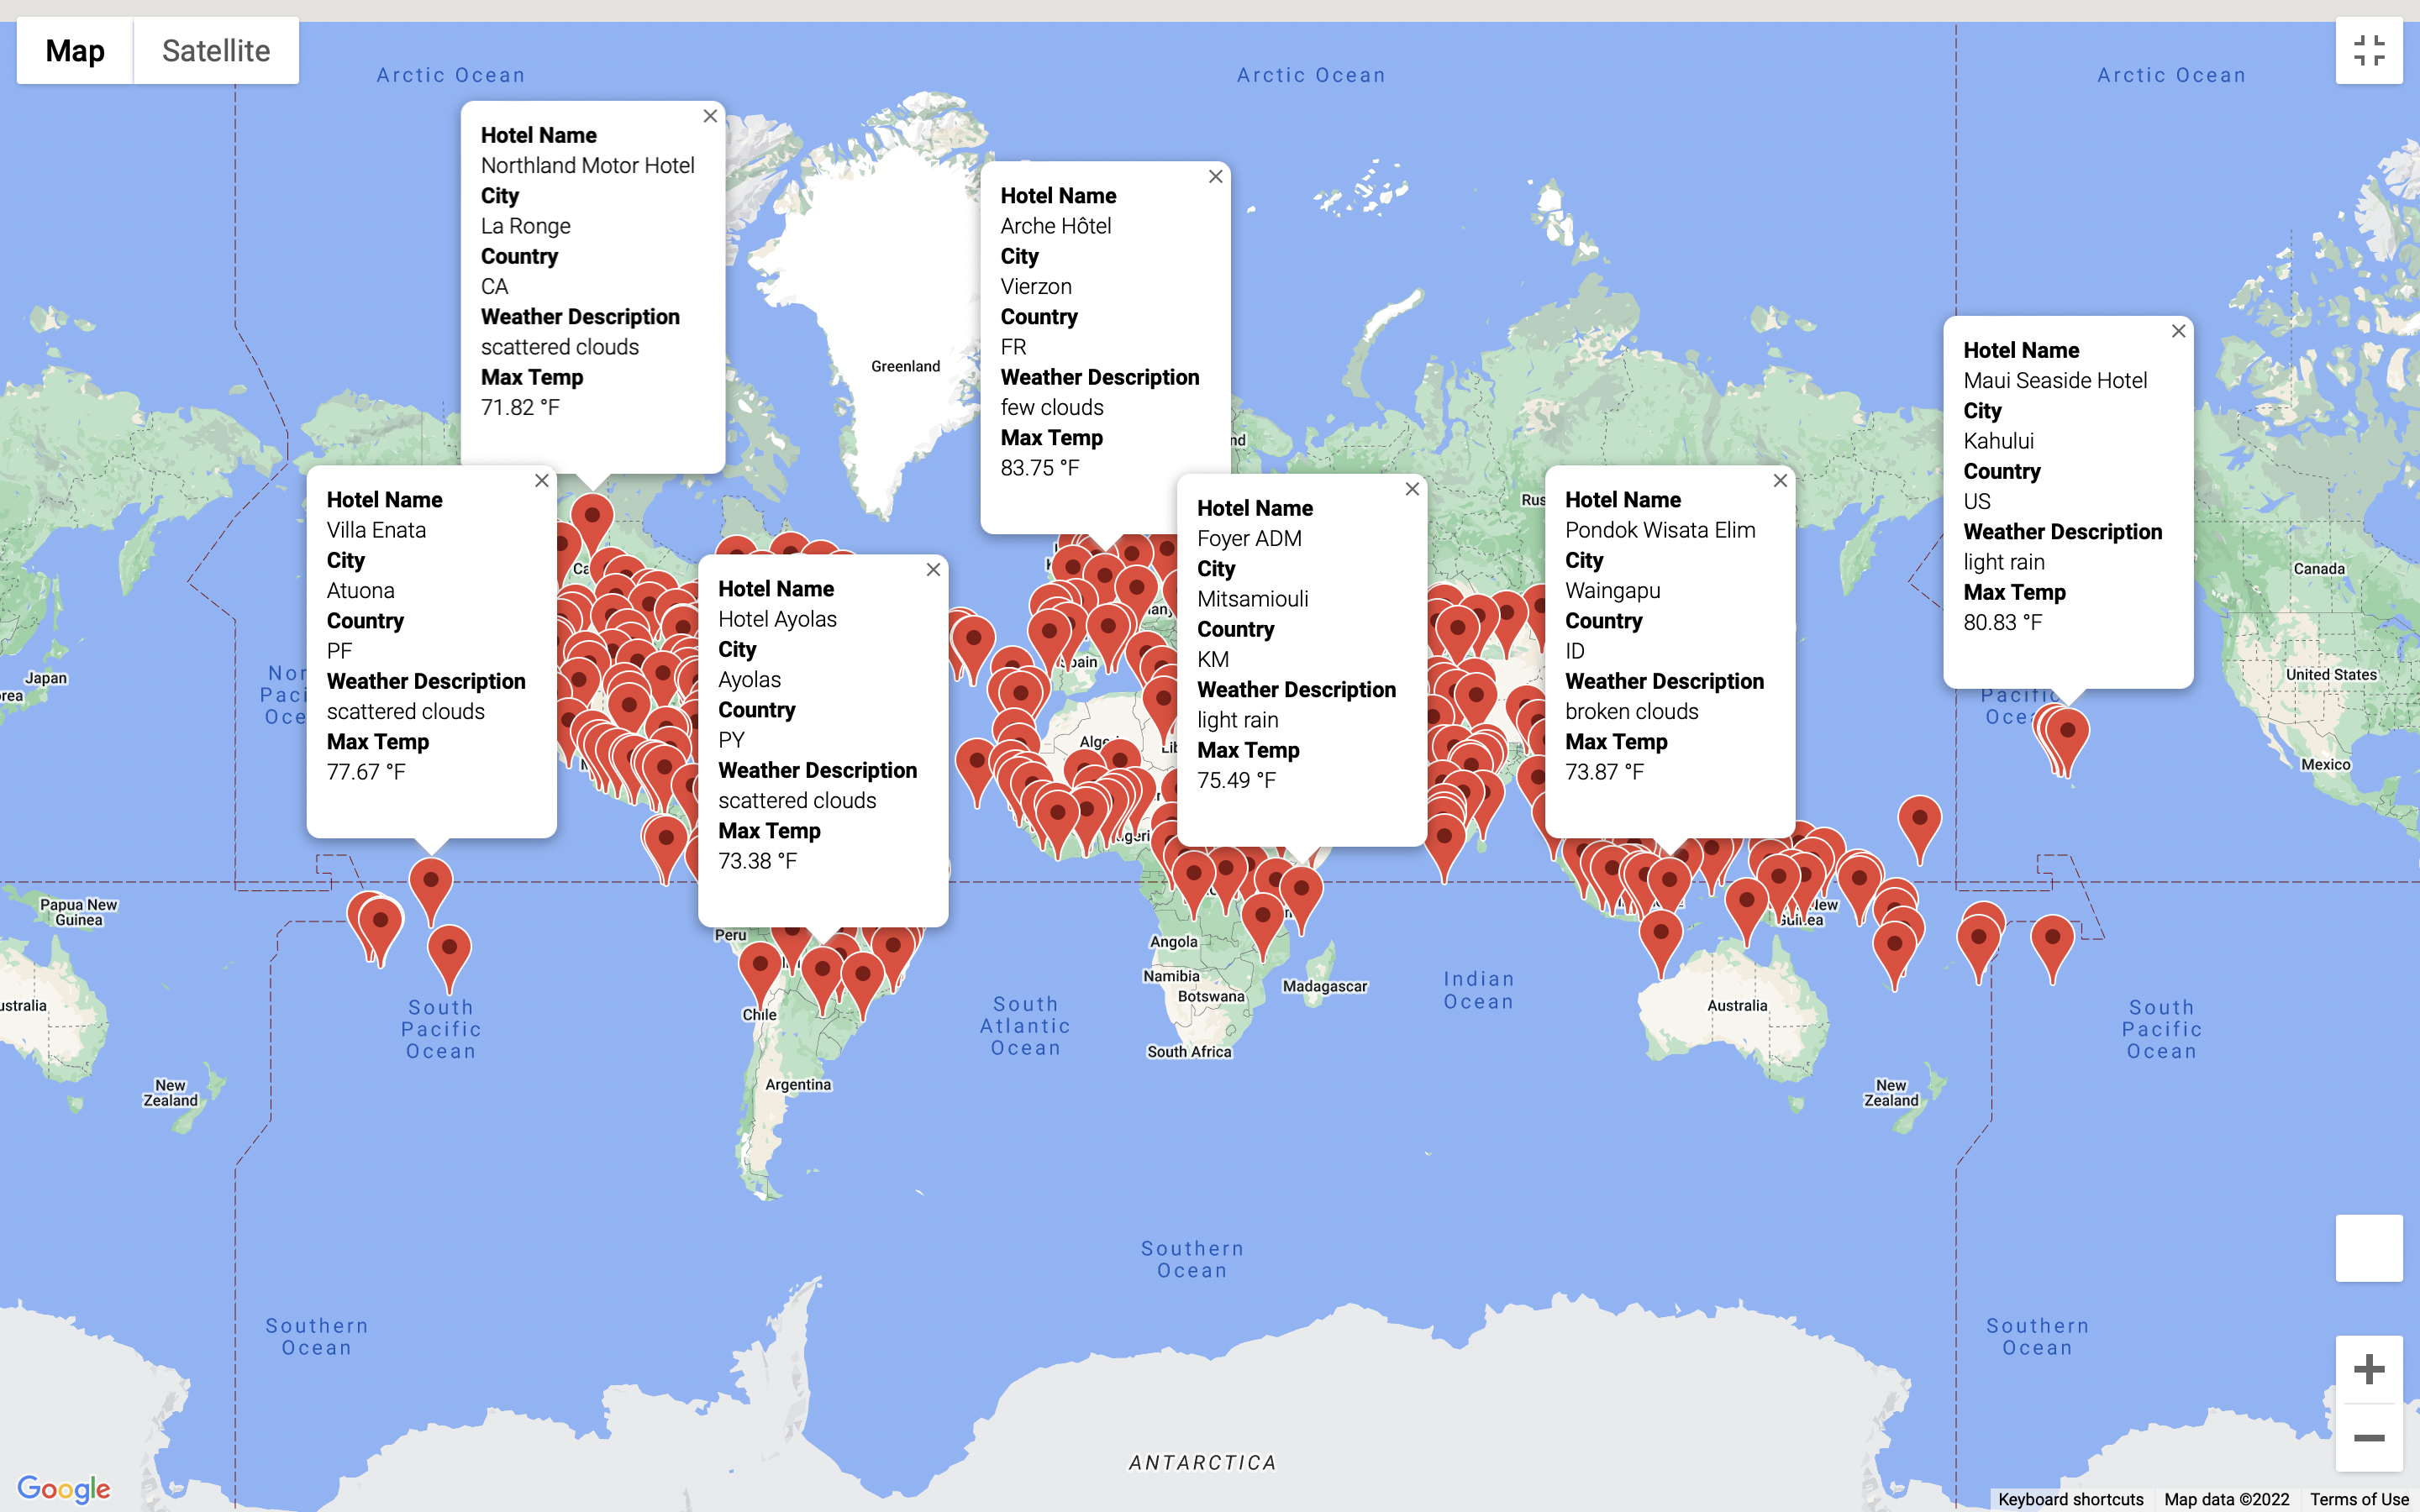 Map
Satellite
Arctic Ocean
Arctic Ocean
Arctic Ocean
Hotel Name
Northland Motor Hotel
City
La Ronge
Country
CA
Weather Description
scattered clouds
Max Temp
71.82 °F
Hotel Name
Arche Hôtel
City
Vierzon
Country
FR
Weather Description
few clouds
Max Temp
83.75 °F
Hotel Name
Maui Seaside Hotel
City
Kahului
Country
US
Weather Description
light rain
Max Temp
80.83 °F
Hotel Name
Villa Enata
City
Atuona
Country
PF
Weather Description
scattered clouds
Max Temp
77.67 °F
Hotel Name
Hotel Ayolas
City
Ayolas
Country
PY
Weather Description
scattered clouds
Max Temp
73.38 °F
Hotel Name
Foyer ADM
City
Mitsamiouli
Country
KM
Weather Description
light rain
Max Temp
75.49 °F
Hotel Name
Pondok Wisata Elim
City
Waingapu
Country
ID
Weather Description
broken clouds
Max Temp
73.87 °F
Greenland
Canada
United States
Mexico
Japan
Papua New
Guinea
Peru
Chile
Argentina
Angola
Namibia
Botswana
Madagascar
South Africa
Australia
New
Zealand
New
Zealand
South
Pacific
Ocean
South
Atlantic
Ocean
Indian
Ocean
South
Pacific
Ocean
Southern
Ocean
Southern
Ocean
Southern
Ocean
ANTARCTICA
Google
Keyboard shortcuts
Map data ©2022
Terms of Use